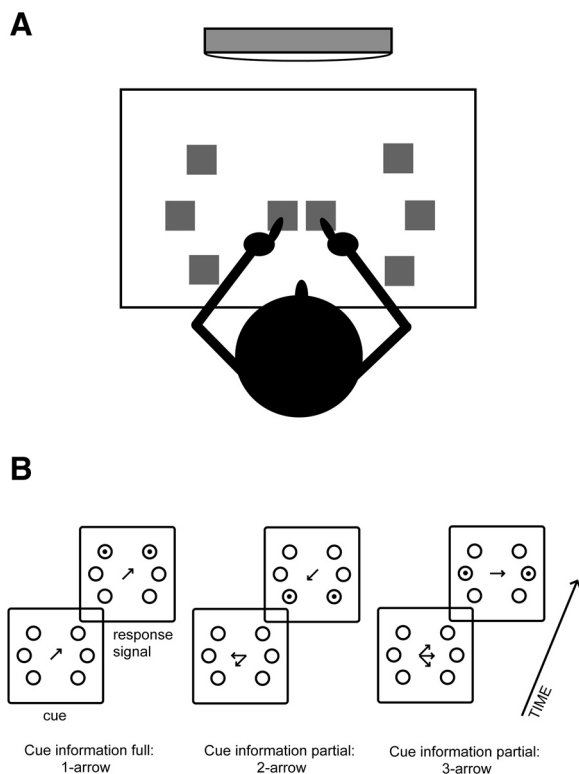 A
B
response
signal
cue
TIME
Cue information full:
1-arrow
Cue information partial:
2-arrow
Cue information partial:
3-arrow